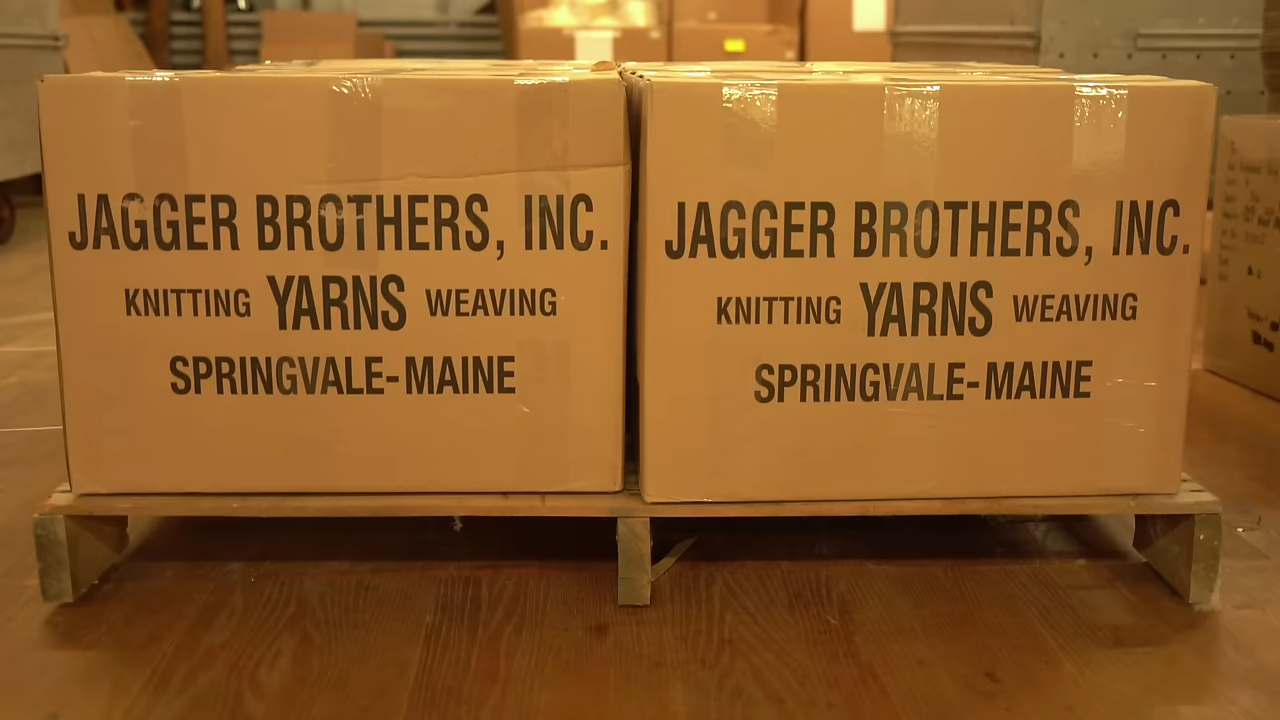 JAGGER BROTHERS, INC.
KNITTING YARNS WEAVING
SPRINGVALE-MAINE
JAGGER BROTHERS, INC.
KNITTING YARNS WEAVING
SPRINGVALE-MAINE